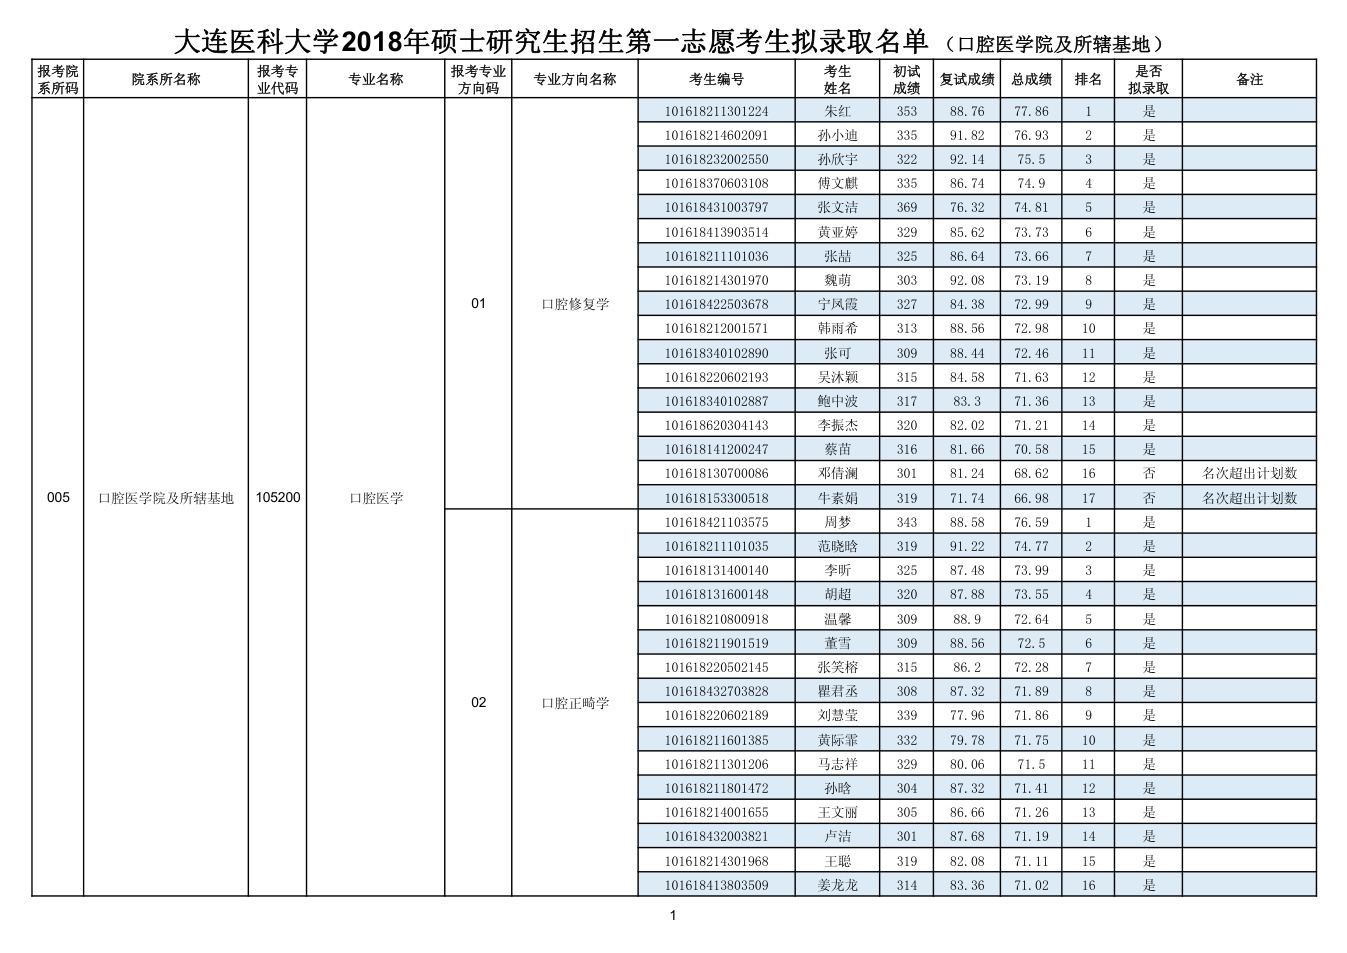 大连医科大学2018年硕士研究生招生第一志愿考生拟录取名单（口腔医学院及所辖基地）
报考院系所码 院系所名称 报考专业代码 专业名称 报考专业方向码 专业方向名称 考生编号 考生姓名 初试成绩 复试成绩 总成绩 排名 是否拟录取 备注
005 口腔医学院及所辖基地 105200 口腔医学
01 口腔修复学
101618211301224 朱红 353 88.76 77.86 1 是
101618214602091 孙小迪 335 91.82 76.93 2 是
101618232002550 孙欣宇 322 92.14 75.5 3 是
101618370603108 傅文麒 335 86.74 74.9 4 是
101618431003797 张文洁 369 76.32 74.81 5 是
101618413903514 黄亚婷 329 85.62 73.73 6 是
101618211101036 张喆 325 86.64 73.66 7 是
101618214301970 魏萌 303 92.08 73.19 8 是
101618422503678 宁凤霞 327 84.38 72.99 9 是
101618212001571 韩雨希 313 88.56 72.98 10 是
101618340102890 张可 309 88.44 72.46 11 是
101618220602193 吴沐颖 315 84.58 71.63 12 是
101618340102887 鲍中波 317 83.3 71.36 13 是
101618620304143 李振杰 320 82.02 71.21 14 是
101618141200247 蔡苗 316 81.66 70.58 15 是
101618130700086 邓倩澜 301 81.24 68.62 16 否 名次超出计划数
101618153300518 牛素娟 319 71.74 66.98 17 否 名次超出计划数
02 口腔正畸学
101618421103575 周梦 343 88.58 76.59 1 是
101618211101035 范晓晗 319 91.22 74.77 2 是
101618131400140 李昕 325 87.48 73.99 3 是
101618131600148 胡超 320 87.88 73.55 4 是
101618210800918 温馨 309 88.9 72.64 5 是
101618211901519 董雪 309 88.56 72.5 6 是
101618220502145 张笑榕 315 86.2 72.28 7 是
101618432703828 瞿君丞 308 87.32 71.89 8 是
101618220602189 刘慧莹 339 77.96 71.86 9 是
101618211601385 黄际霏 332 79.78 71.75 10 是
101618211301206 马志祥 329 80.06 71.5 11 是
101618211801472 孙晗 304 87.32 71.41 12 是
101618214001655 王文丽 305 86.66 71.26 13 是
101618432003821 卢洁 301 87.68 71.19 14 是
101618214301968 王聪 319 82.08 71.11 15 是
101618413803509 姜龙龙 314 83.36 71.02 16 是
1